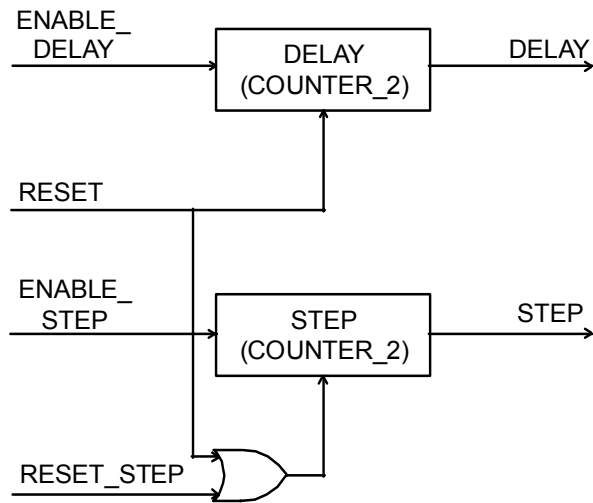 ENABLE_
DELAY
DELAY
(COUNTER_2)
DELAY
RESET
ENABLE_
STEP
STEP
(COUNTER_2)
STEP
RESET_STEP